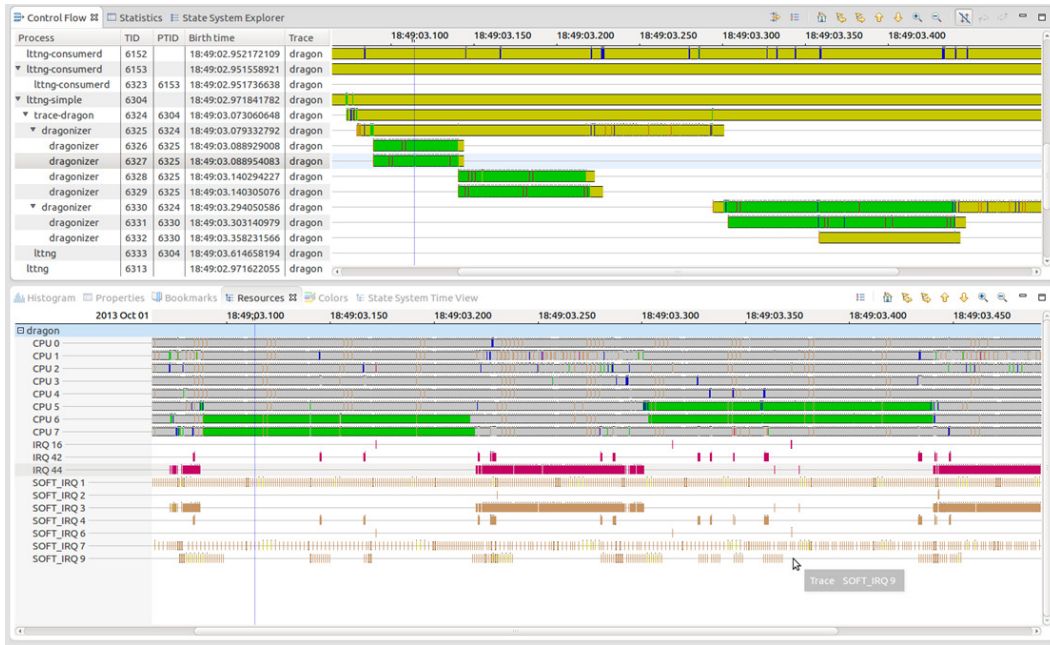 Control Flow Statistics State System Explorer
Process TID PTID Birth time Trace 18:49:03.100 18:49:03.150 18:49:03.200 18:49:03.250 18:49:03.300 18:49:03.350 18:49:03.400
lttng-consumerd 6152 18:49:02.952172109 dragon
lttng-consumerd 6153 18:49:02.951558921 dragon
lttng-consumerd 6323 6153 18:49:02.951736638 dragon
lttng-simple 6304 18:49:02.971841782 dragon
trace-dragon 6324 6304 18:49:03.073060648 dragon
dragonizer 6325 6324 18:49:03.079332792 dragon
dragonizer 6326 6325 18:49:03.088929008 dragon
dragonizer 6327 6325 18:49:03.088954083 dragon
dragonizer 6328 6325 18:49:03.140294227 dragon
dragonizer 6329 6325 18:49:03.140305076 dragon
dragonizer 6330 6324 18:49:03.294050586 dragon
dragonizer 6331 6330 18:49:03.303140979 dragon
dragonizer 6332 6330 18:49:03.358231566 dragon
lttng 6333 6304 18:49:03.614658194 dragon
lttng 6313 18:49:02.971622055 dragon
Histogram Properties Bookmarks Resources Colors State System Time View
2013 Oct 01 18:49:03.100 18:49:03.150 18:49:03.200 18:49:03.250 18:49:03.300 18:49:03.350 18:49:03.400 18:49:03.450
dragon
CPU 0
CPU 1
CPU 2
CPU 3
CPU 4
CPU 5
CPU 6
CPU 7
IRQ 16
IRQ 42
IRQ 44
SOFT_IRQ 1
SOFT_IRQ 2
SOFT_IRQ 3
SOFT_IRQ 4
SOFT_IRQ 6
SOFT_IRQ 7
SOFT_IRQ 9
Trace SOFT_IRQ 9